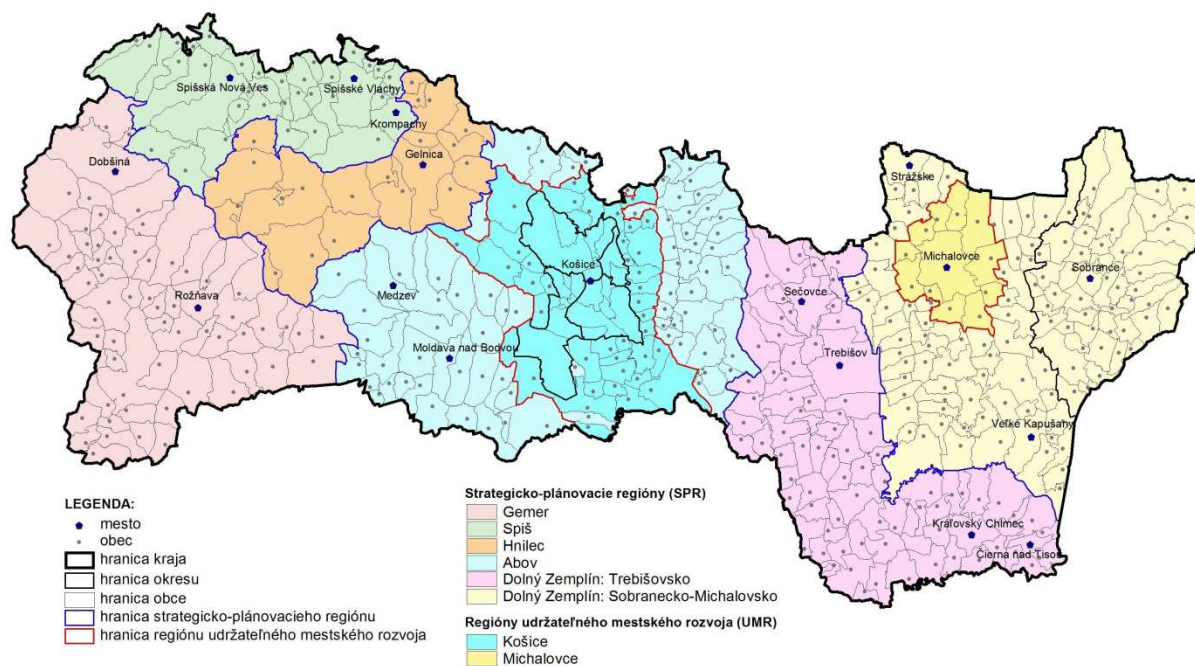 Spišská Nová Ves
Spišské Vlachy
Krompachy
Dobšiná
Gelnica
Strážske
Košice
Michalovce
Sobrance
Rožňava
Medzev
Sečovce
Moldava nad Bodvou
Trebišov
Veľké Kapušany
Kráľovský Chlmec
Čierna nad Tisou
LEGENDA:
mesto
obec
hranica kraja
hranica okresu
hranica obce
hranica strategicko-plánovacieho regiónu
hranica regiónu udržateľného mestského rozvoja
Strategicko-plánovacie regióny (SPR)
Gemer
Spiš
Hnilec
Abov
Dolný Zemplín: Trebišovsko
Dolný Zemplín: Sobranecko-Michalovsko
Regióny udržateľného mestského rozvoja (UMR)
Košice
Michalovce